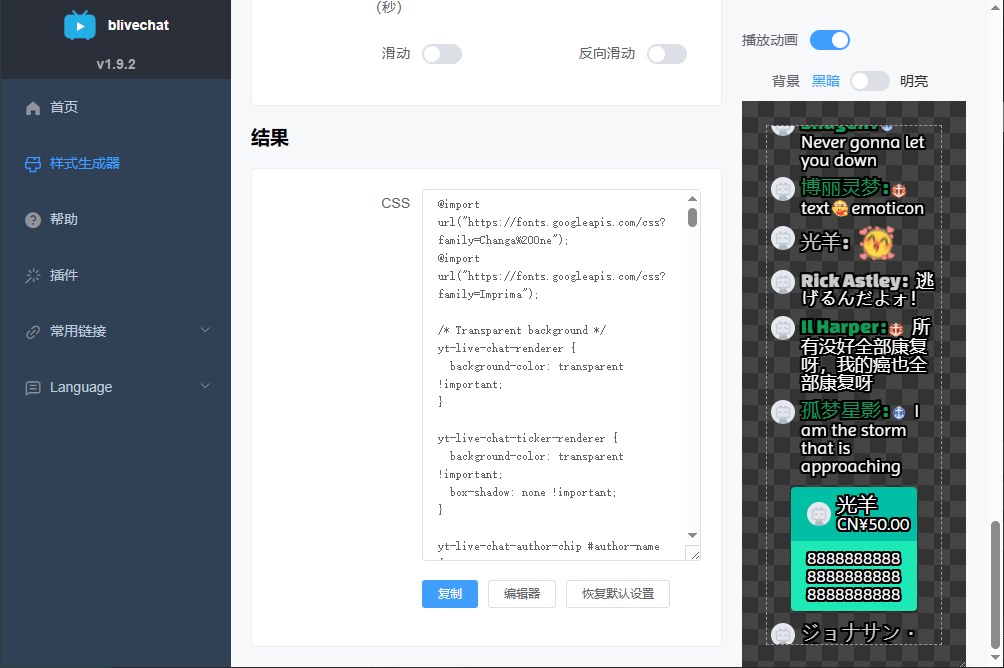 blivechat
v1.9.2
首页
样式生成器
帮助
插件
常用链接
Language
(秒)
滑动
反向滑动
结果
CSS
@import
url("https://fonts.googleapis.com/css?
family=Changa%20One");
@import
url("https://fonts.googleapis.com/css?
family=Imprima");
/* Transparent background */
yt-live-chat-renderer {
background-color: transparent
!important;
}
yt-live-chat-ticker-renderer {
background-color: transparent
!important;
box-shadow: none !important;
}
yt-live-chat-author-chip #author-name
复制
编辑器
恢复默认设置
播放动画
背景 黑暗 明亮
Never gonna let
you down
博丽灵梦:
text emoticon
光羊:
Rick Astley: 逃
げるんだよォ!
Il Harper: 所
有没好全部康复
呀，我的癌也全
部康复呀
孤梦星影: I
am the storm
that is
approaching
光羊
CN¥50.00
8888888888
8888888888
8888888888
ジョナサン・